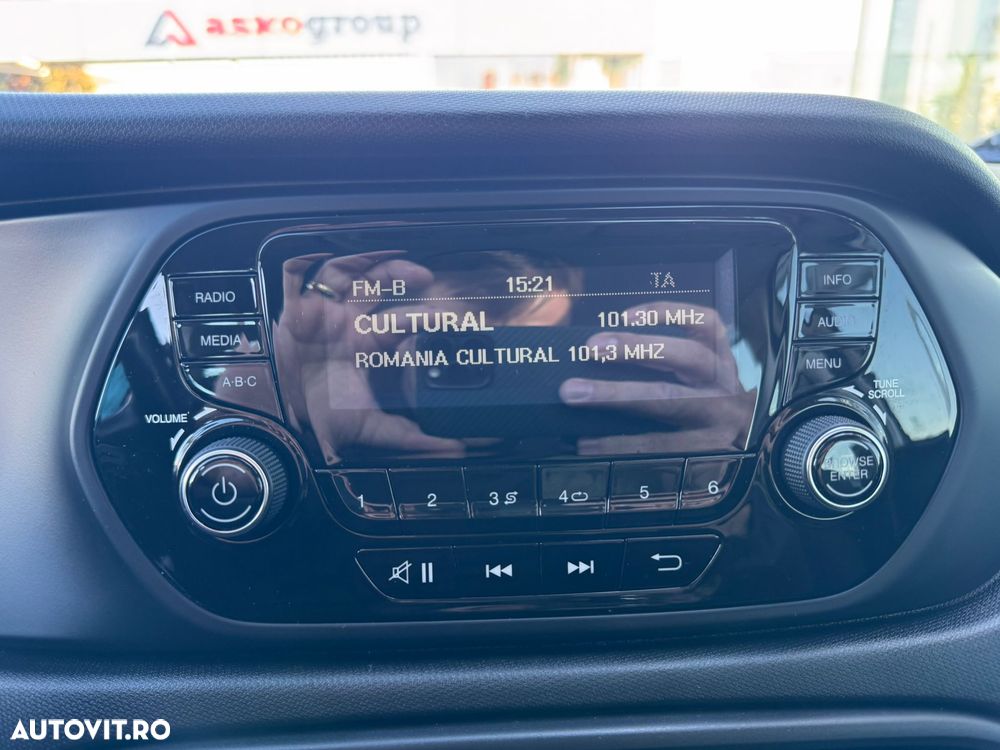 askogroup
RADIO
MEDIA
A·B·C
VOLUME
FM-B 15:21 TA
CULTURAL 101.30 MHz
ROMANIA CULTURAL 101,3 MHZ
INFO
AUDIO
MENU
TUNE
SCROLL
BROWSE
ENTER
1 2 3 4 5 6
AUTOVIT.RO